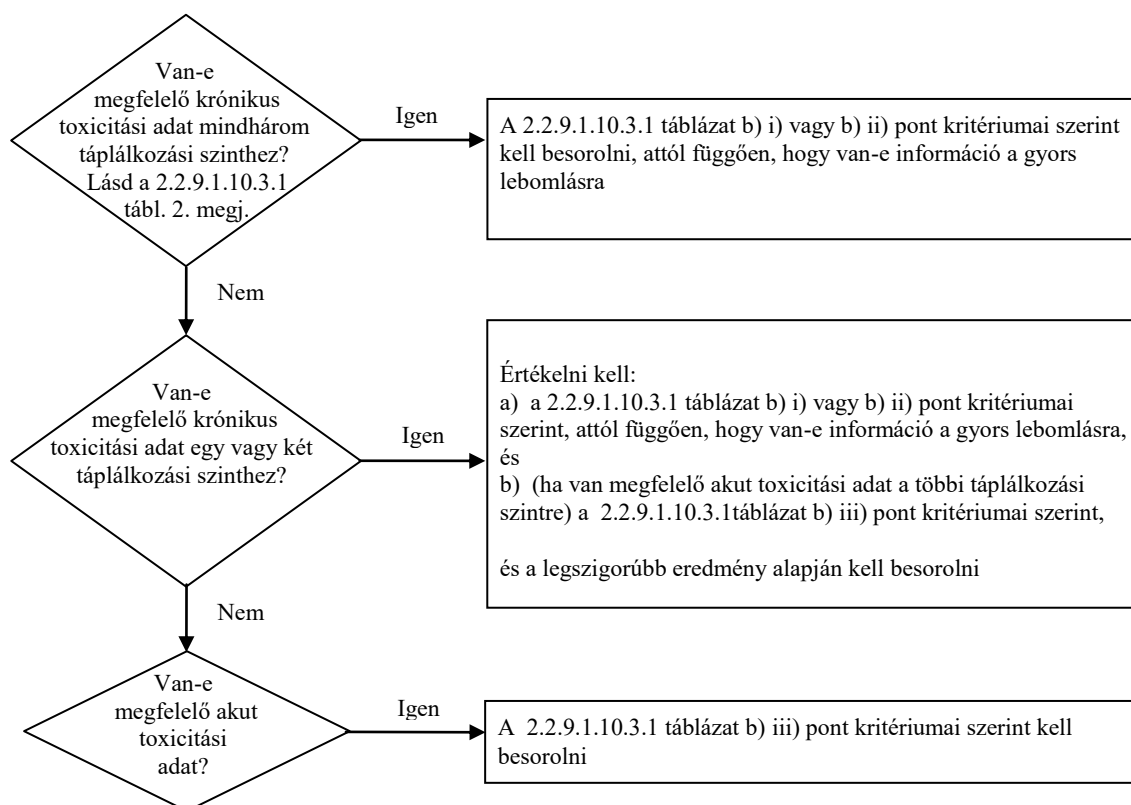 Van-e
megfelelő krónikus
toxicitási adat mindhárom
táplálkozási szinthez?
Lásd a 2.2.9.1.10.3.1
tábl. 2. megj.
Igen
A 2.2.9.1.10.3.1 táblázat b) i) vagy b) ii) pont kritériumai szerint
kell besorolni, attól függően, hogy van-e információ a gyors
lebomlásra
Nem
Van-e
megfelelő krónikus
toxicitási adat egy vagy két
táplálkozási szinthez?
Igen
Értékelni kell:
a) a 2.2.9.1.10.3.1 táblázat b) i) vagy b) ii) pont kritériumai
szerint, attól függően, hogy van-e információ a gyors lebomlásra,
és
b) (ha van megfelelő akut toxicitási adat a többi táplálkozási
szintre) a 2.2.9.1.10.3.1táblázat b) iii) pont kritériumai szerint,
és a legszigorúbb eredmény alapján kell besorolni
Nem
Van-e
megfelelő akut
toxicitási
adat?
Igen
A 2.2.9.1.10.3.1 táblázat b) iii) pont kritériumai szerint kell
besorolni